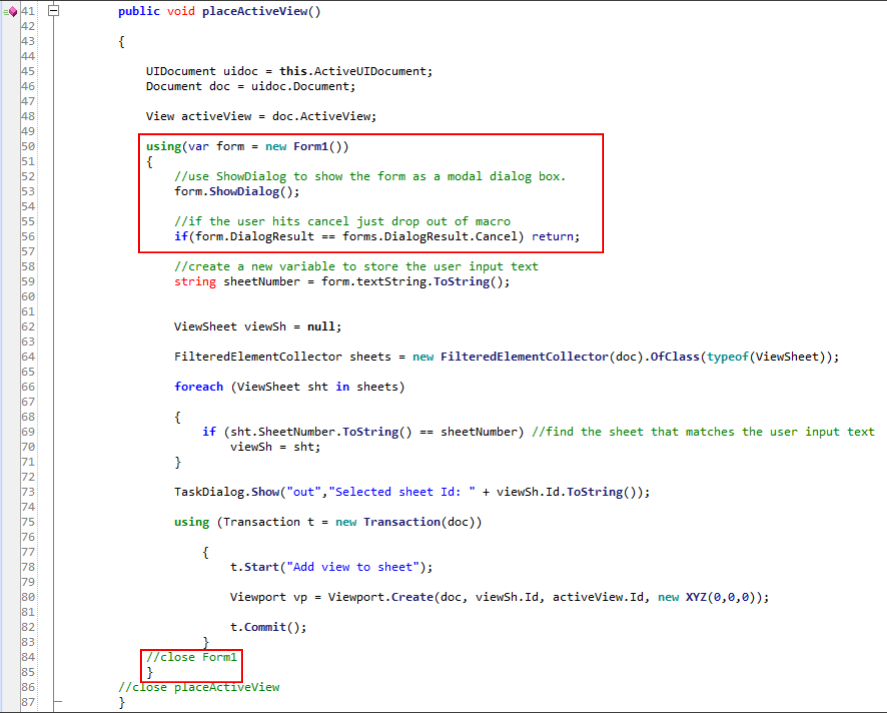 41 public void placeActiveView()
42
43 {
44
45 UIDocument uidoc = this.ActiveUIDocument;
46 Document doc = uidoc.Document;
47
48 View activeView = doc.ActiveView;
49
50 using(var form = new Form1())
51 {
52 //use ShowDialog to show the form as a modal dialog box.
53 form.ShowDialog();
54
55 //if the user hits cancel just drop out of macro
56 if(form.DialogResult == forms.DialogResult.Cancel) return;
57
58 //create a new variable to store the user input text
59 string sheetNumber = form.textString.ToString();
60
61
62 ViewSheet viewSh = null;
63
64 FilteredElementCollector sheets = new FilteredElementCollector(doc).OfClass(typeof(ViewSheet));
65
66 foreach (ViewSheet sht in sheets)
67
68 {
69 if (sht.SheetNumber.ToString() == sheetNumber) //find the sheet that matches the user input text
70 viewSh = sht;
71 }
72
73 TaskDialog.Show("out","Selected sheet Id: " + viewSh.Id.ToString());
74
75 using (Transaction t = new Transaction(doc))
76
77 {
78 t.Start("Add view to sheet");
79
80 Viewport vp = Viewport.Create(doc, viewSh.Id, activeView.Id, new XYZ(0,0,0));
81
82 t.Commit();
83 }
84 //close Form1
85 }
86 //close placeActiveView
87 }